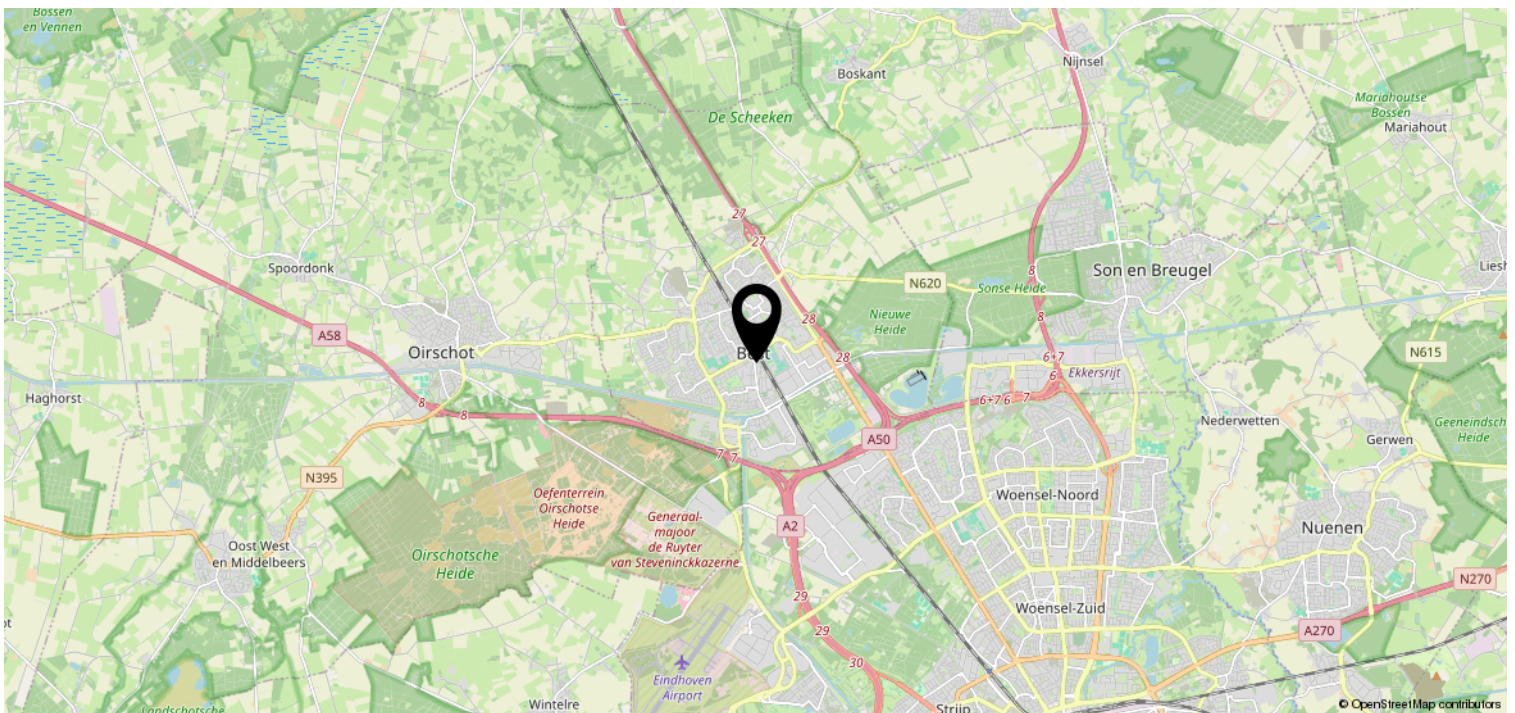 Bossen
en Vennen
Nijnsel
Boskant
Mariahoutse
Bossen
Mariahout
De Scheeken
27
27
Spoordonk
8
Son en Breugel
N620
Sonse Heide
8
Nieuwe
Heide
28
A58
Oirschot
28
6+7
6
Ekkersrijt
N615
Haghorst
8
8
6+7
6
7
Nederwetten
Geeneindsch
Heide
Gerwen
A50
7
7
N395
Oefenterrein
Oirschotse
Heide
Woensel-Noord
Generaal-
majoor
de Ruyter
van Steveninckkazerne
A2
Nuenen
Oirschotsche
Heide
Oost West
en Middelbeers
N270
29
Woensel-Zuid
29
A270
30
Eindhoven
Airport
Wintelre
Strijp
Landschotsche
© OpenStreetMap contributors